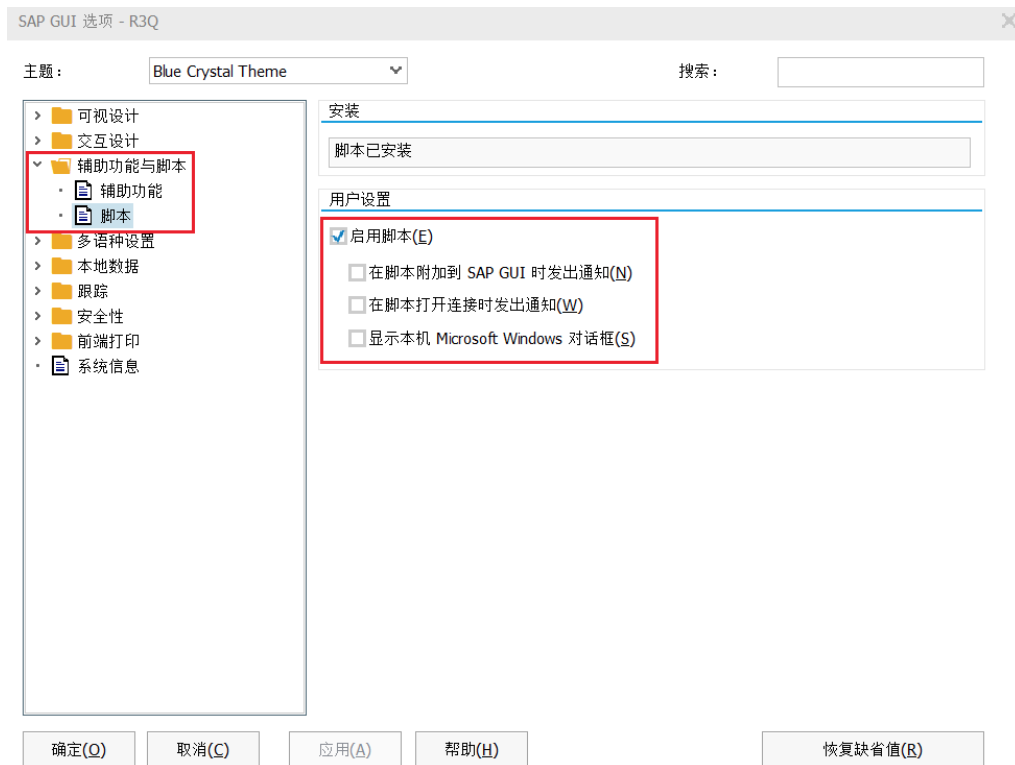 SAP GUI 选项 - R3Q
主题： Blue Crystal Theme 搜索：
可视设计
交互设计
辅助功能与脚本
辅助功能
脚本
多语种设置
本地数据
跟踪
安全性
前端打印
系统信息
安装
脚本已安装
用户设置
启用脚本(E)
在脚本附加到 SAP GUI 时发出通知(N)
在脚本打开连接时发出通知(W)
显示本机 Microsoft Windows 对话框(S)
确定(O) 取消(C) 应用(A) 帮助(H) 恢复缺省值(R)